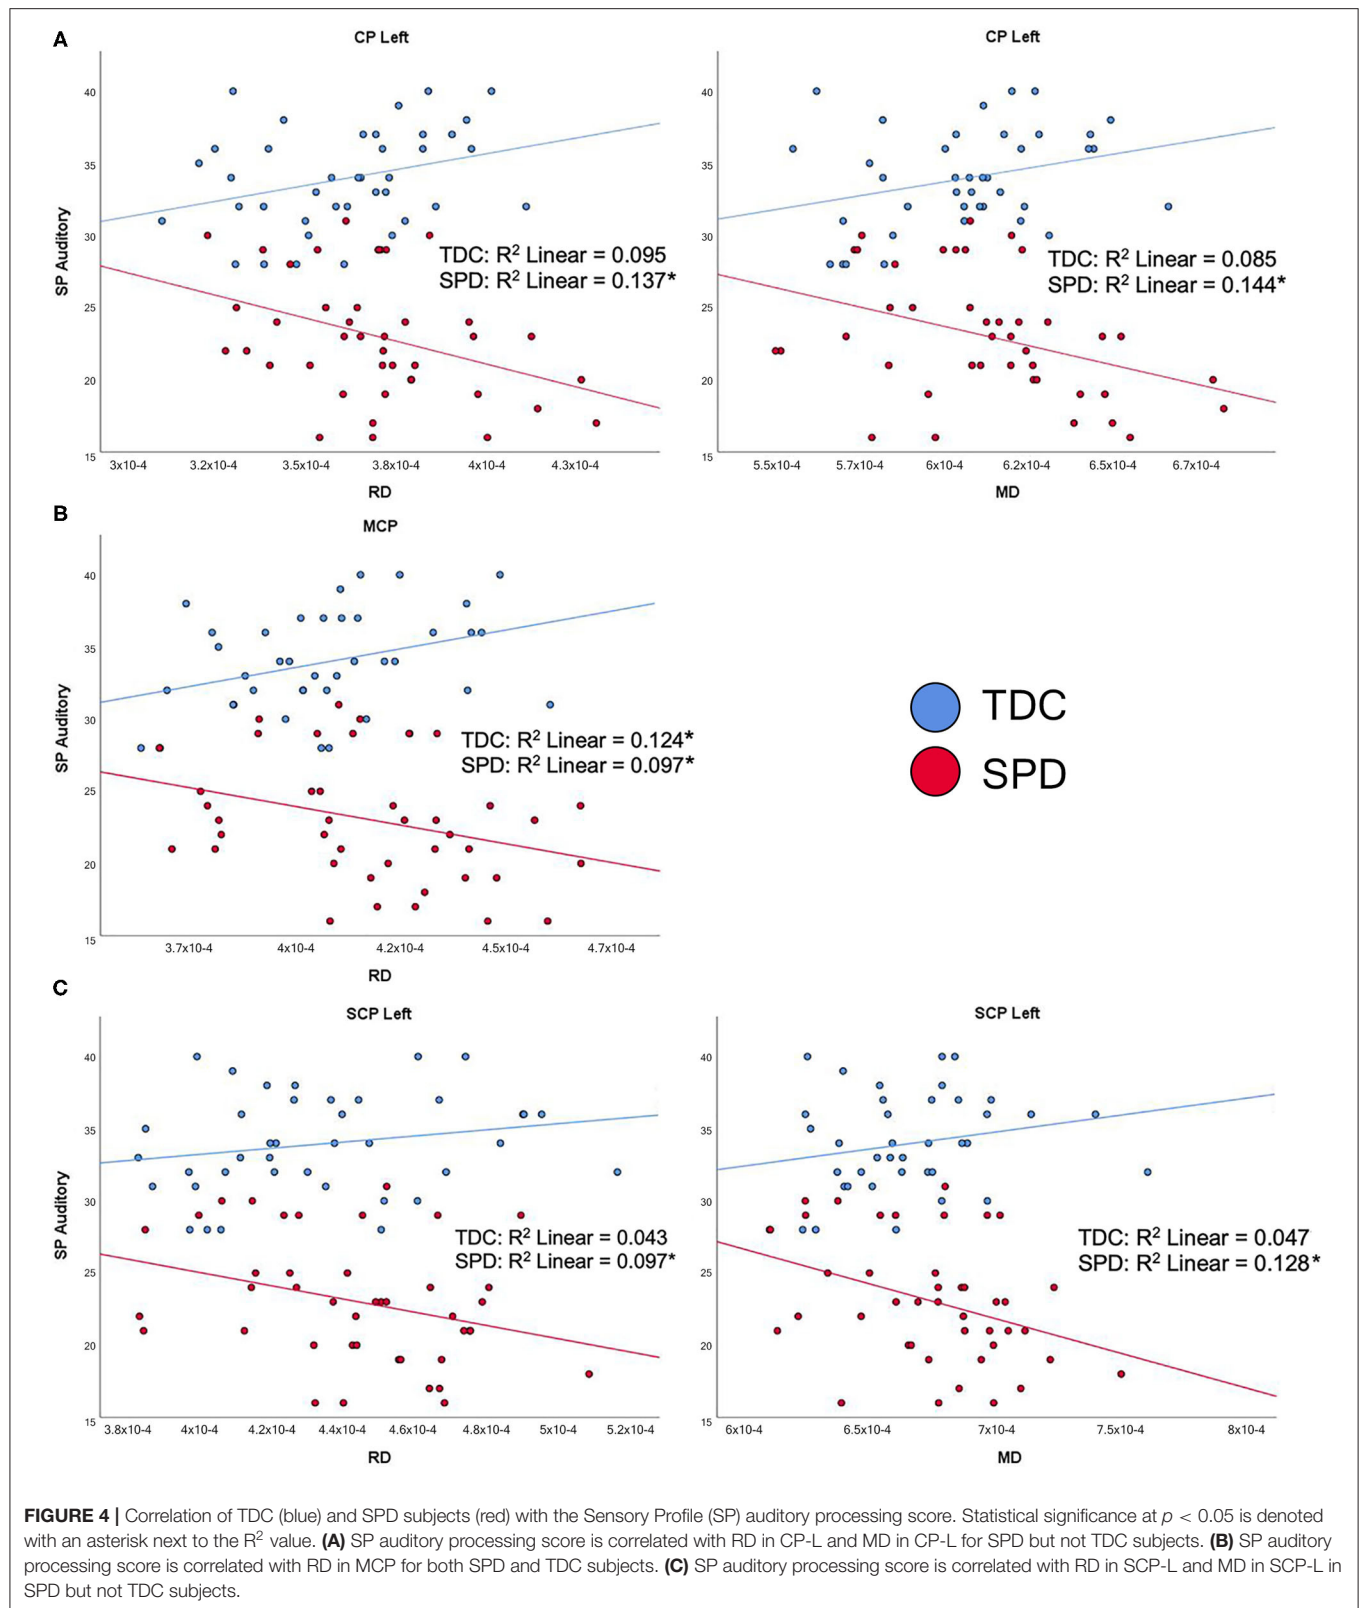 A
CP Left
CP Left
SP Auditory
40
35
30
25
20
15
TDC: R² Linear = 0.095
SPD: R² Linear = 0.137*
3x10-4 3.2x10-4 3.5x10-4 3.8x10-4 4x10-4 4.3x10-4
RD
40
35
30
25
20
15
TDC: R² Linear = 0.085
SPD: R² Linear = 0.144*
5.5x10-4 5.7x10-4 6x10-4 6.2x10-4 6.5x10-4 6.7x10-4
MD
B
MCP
SP Auditory
40
35
30
25
20
15
TDC: R² Linear = 0.124*
SPD: R² Linear = 0.097*
3.7x10-4 4x10-4 4.2x10-4 4.5x10-4 4.7x10-4
RD
TDC
SPD
C
SCP Left
SCP Left
SP Auditory
40
35
30
25
20
15
TDC: R² Linear = 0.043
SPD: R² Linear = 0.097*
3.8x10-4 4x10-4 4.2x10-4 4.4x10-4 4.6x10-4 4.8x10-4 5x10-4 5.2x10-4
RD
40
35
30
25
20
15
TDC: R² Linear = 0.047
SPD: R² Linear = 0.128*
6x10-4 6.5x10-4 7x10-4 7.5x10-4 8x10-4
MD
FIGURE 4 | Correlation of TDC (blue) and SPD subjects (red) with the Sensory Profile (SP) auditory processing score. Statistical significance at p < 0.05 is denoted
with an asterisk next to the R² value. (A) SP auditory processing score is correlated with RD in CP-L and MD in CP-L for SPD but not TDC subjects. (B) SP auditory
processing score is correlated with RD in MCP for both SPD and TDC subjects. (C) SP auditory processing score is correlated with RD in SCP-L and MD in SCP-L in
SPD but not TDC subjects.